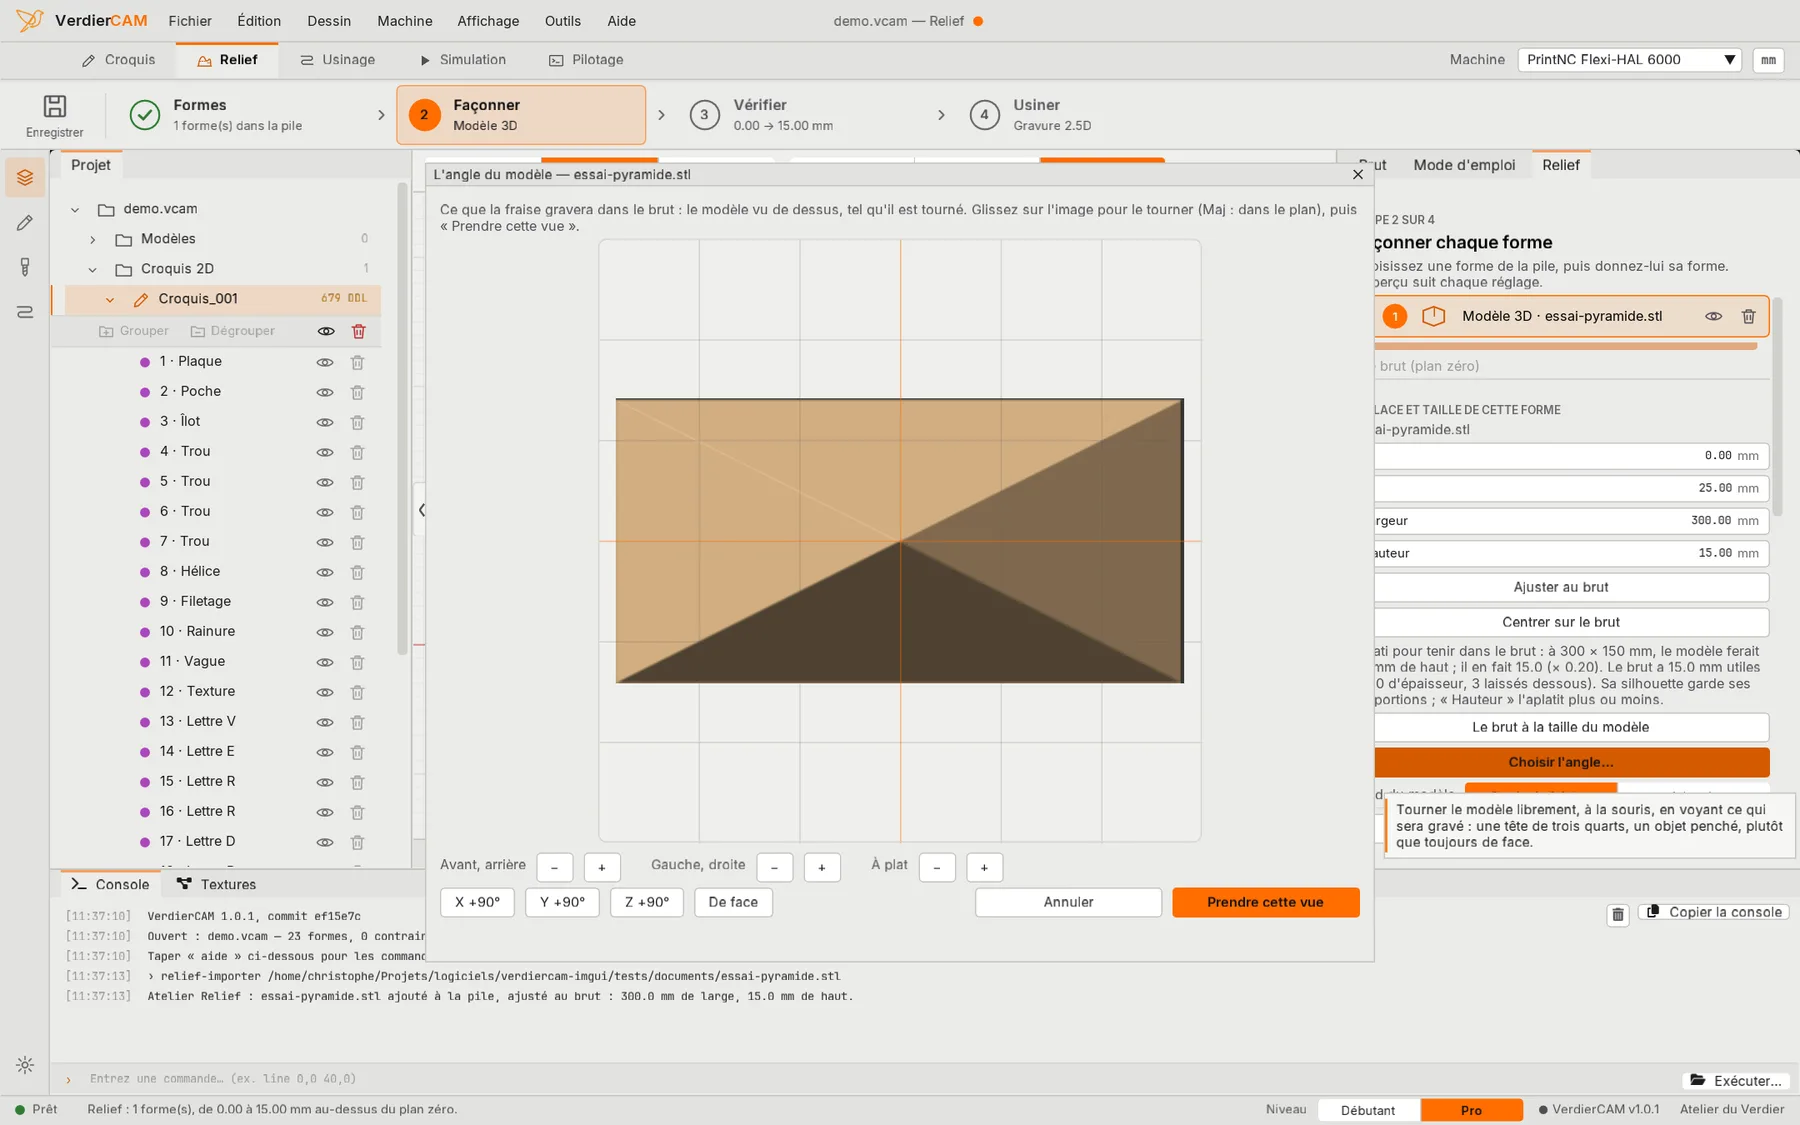 VerdierCAM
Fichier
Édition
Dessin
Machine
Affichage
Outils
Aide
demo.vcam — Relief
Croquis
Relief
Usinage
Simulation
Pilotage
Machine
PrintNC Flexi-HAL 6000
mm
Enregistrer
Formes
1 forme(s) dans la pile
2
Façonner
Modèle 3D
3
Vérifier
0.00 → 15.00 mm
4
Usiner
Gravure 2.5D
Projet
demo.vcam
Modèles
0
Croquis 2D
1
Croquis_001
679 DDL
Grouper
Dégrouper
1 · Plaque
2 · Poche
3 · Îlot
4 · Trou
5 · Trou
6 · Trou
7 · Trou
8 · Hélice
9 · Filetage
10 · Rainure
11 · Vague
12 · Texture
13 · Lettre V
14 · Lettre E
15 · Lettre R
16 · Lettre R
17 · Lettre D
L'angle du modèle — essai-pyramide.stl
Ce que la fraise gravera dans le brut : le modèle vu de dessus, tel qu'il est tourné. Glissez sur l'image pour le tourner (Maj : dans le plan), puis
« Prendre cette vue ».
Avant, arrière
−
+
Gauche, droite
−
+
À plat
−
+
X +90°
Y +90°
Z +90°
De face
Annuler
Prendre cette vue
Brut
Mode d'emploi
Relief
PE 2 SUR 4
çonner chaque forme
oisissez une forme de la pile, puis donnez-lui sa forme.
perçu suit chaque réglage.
1
Modèle 3D · essai-pyramide.stl
brut (plan zéro)
LACE ET TAILLE DE CETTE FORME
ai-pyramide.stl
0.00 mm
25.00 mm
rgeur
300.00 mm
auteur
15.00 mm
Ajuster au brut
Centrer sur le brut
ati pour tenir dans le brut : à 300 × 150 mm, le modèle ferait
mm de haut ; il en fait 15.0 (× 0.20). Le brut a 15.0 mm utiles
0 d'épaisseur, 3 laissés dessous). Sa silhouette garde ses
portions ; « Hauteur » l'aplatit plus ou moins.
Le brut à la taille du modèle
Choisir l'angle...
Tourner le modèle librement, à la souris, en voyant ce qui
sera gravé : une tête de trois quarts, un objet penché, plutôt
que toujours de face.
Console
Textures
Copier la console
[11:37:10] VerdierCAM 1.0.1, commit ef15e7c
[11:37:10] Ouvert : demo.vcam — 23 formes, 0 contrain
[11:37:10] Taper « aide » ci-dessous pour les command
[11:37:13] › relief-importer /home/christophe/Projets/logiciels/verdiercam-imgui/tests/documents/essai-pyramide.stl
[11:37:13] Atelier Relief : essai-pyramide.stl ajouté à la pile, ajusté au brut : 300.0 mm de large, 15.0 mm de haut.
› Entrez une commande… (ex. line 0,0 40,0)
Exécuter...
Prêt
Relief : 1 forme(s), de 0.00 à 15.00 mm au-dessus du plan zéro.
Niveau
Débutant
Pro
VerdierCAM v1.0.1
Atelier du Verdier